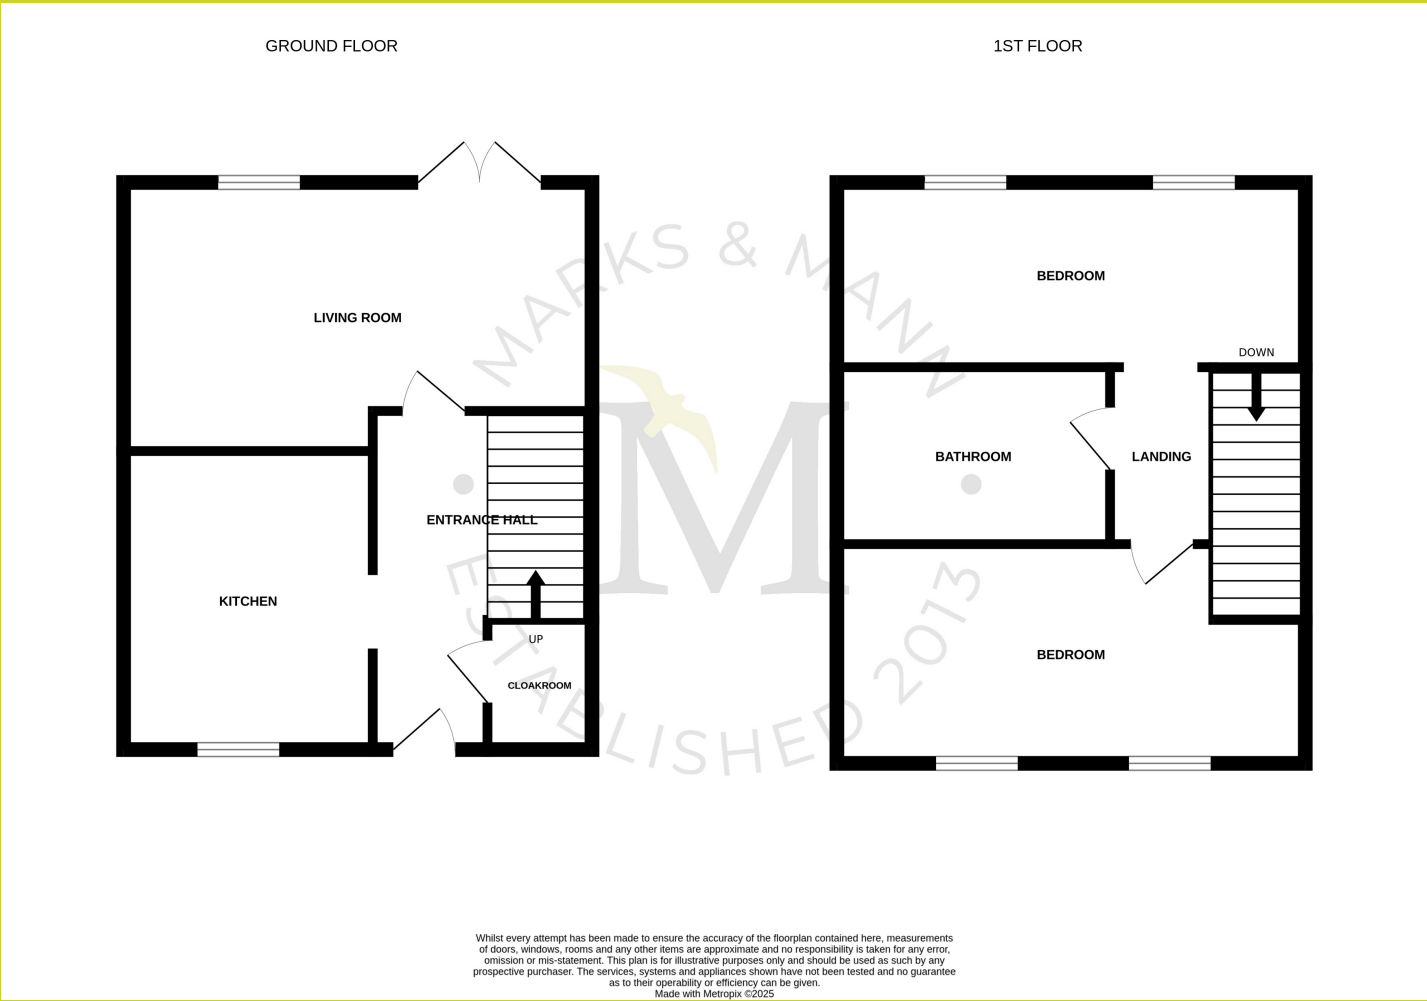 GROUND FLOOR
1ST FLOOR
LIVING ROOM
ENTRANCE HALL
KITCHEN
UP
CLOAKROOM
BEDROOM
DOWN
BATHROOM
LANDING
BEDROOM
MARKS & MANN
M
ESTABLISHED 2013
Whilst every attempt has been made to ensure the accuracy of the floorplan contained here, measurements
of doors, windows, rooms and any other items are approximate and no responsibility is taken for any error,
omission or mis-statement. This plan is for illustrative purposes only and should be used as such by any
prospective purchaser. The services, systems and appliances shown have not been tested and no guarantee
as to their operability or efficiency can be given.
Made with Metropix ©2025